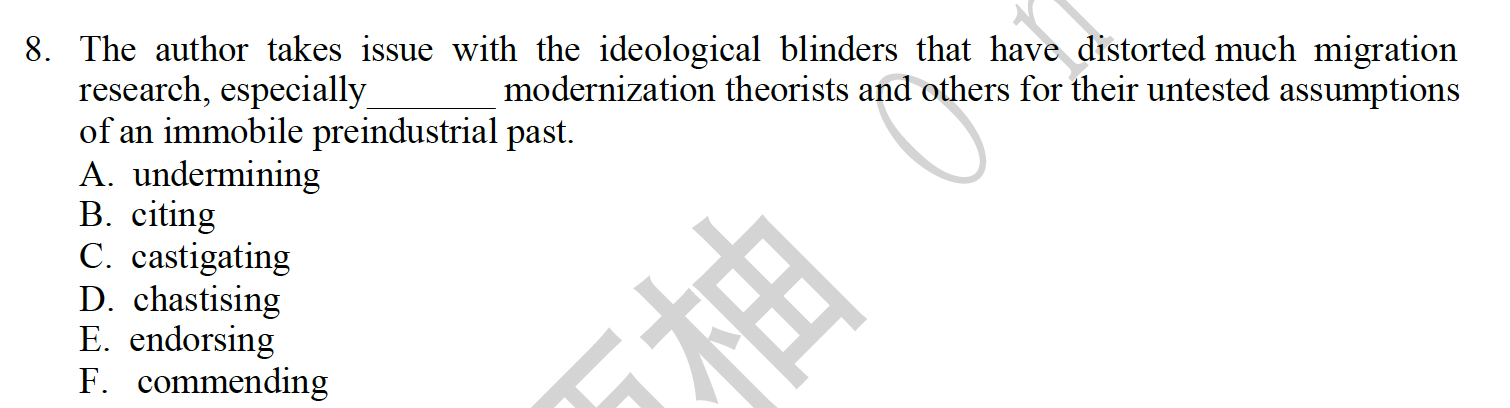 8. The author takes issue with the ideological blinders that have distorted much migration
research, especially________ modernization theorists and others for their untested assumptions
of an immobile preindustrial past.
A. undermining
B. citing
C. castigating
D. chastising
E. endorsing
F. commending